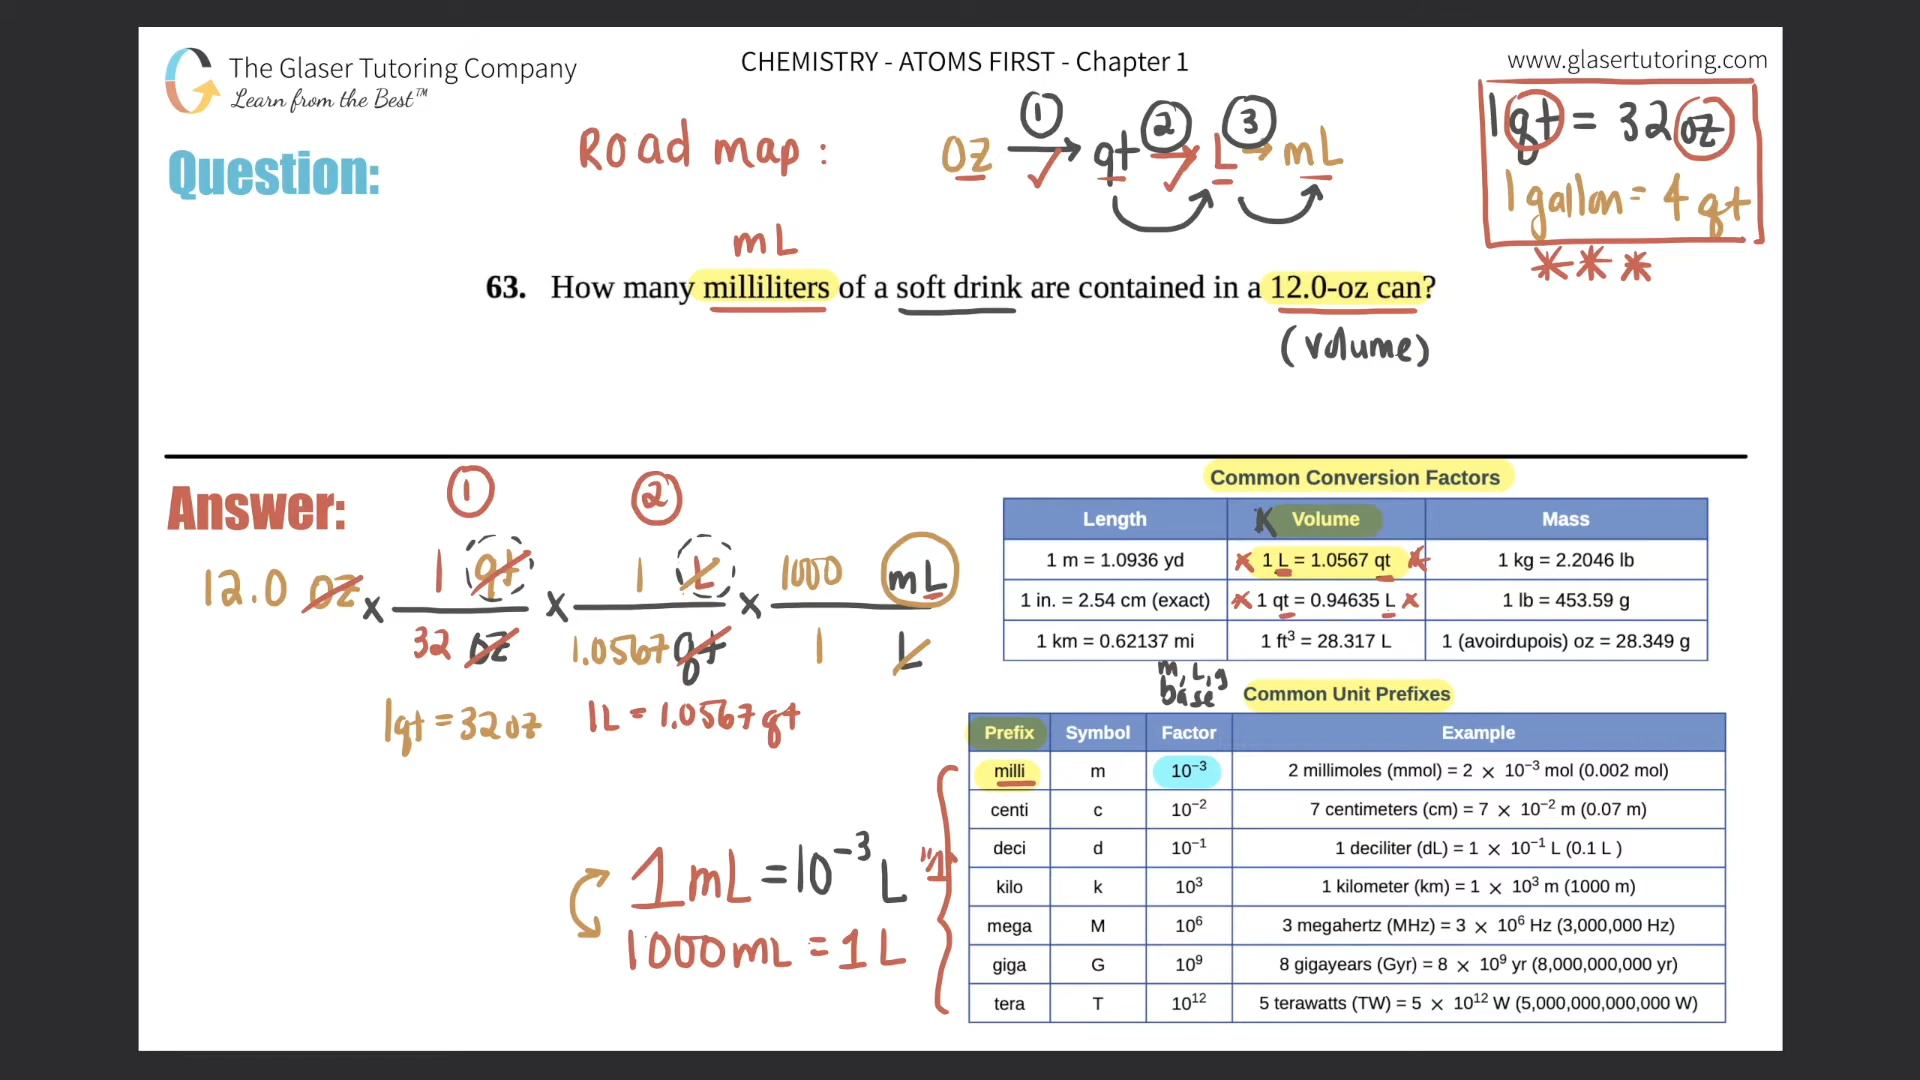 The Glaser Tutoring Company
Learn from the Best™
CHEMISTRY - ATOMS FIRST - Chapter 1
www.glasertutoring.com
Question:
Road map :
oz → qt → L → mL
1 2 3
1 qt = 32 oz
1 gallon = 4 qt
***
mL
63. How many milliliters of a soft drink are contained in a 12.0-oz can?
(volume)
Answer:
1 2
12.0 oz x 1 qt / 32 oz x 1 L / 1.0567 qt x 1000 mL / 1 L
1qt = 32oz
1L = 1.0567 qt
1 mL = 10⁻³ L
"1"
1000mL = 1 L
Common Conversion Factors
Length Volume Mass
1 m = 1.0936 yd 1 L = 1.0567 qt 1 kg = 2.2046 lb
1 in. = 2.54 cm (exact) 1 qt = 0.94635 L 1 lb = 453.59 g
1 km = 0.62137 mi 1 ft³ = 28.317 L 1 (avoirdupois) oz = 28.349 g
m, L, g
base
Common Unit Prefixes
Prefix Symbol Factor Example
milli m 10⁻³ 2 millimoles (mmol) = 2 × 10⁻³ mol (0.002 mol)
centi c 10⁻² 7 centimeters (cm) = 7 × 10⁻² m (0.07 m)
deci d 10⁻¹ 1 deciliter (dL) = 1 × 10⁻¹ L (0.1 L )
kilo k 10³ 1 kilometer (km) = 1 × 10³ m (1000 m)
mega M 10⁶ 3 megahertz (MHz) = 3 × 10⁶ Hz (3,000,000 Hz)
giga G 10⁹ 8 gigayears (Gyr) = 8 × 10⁹ yr (8,000,000,000 yr)
tera T 10¹² 5 terawatts (TW) = 5 × 10¹² W (5,000,000,000,000 W)